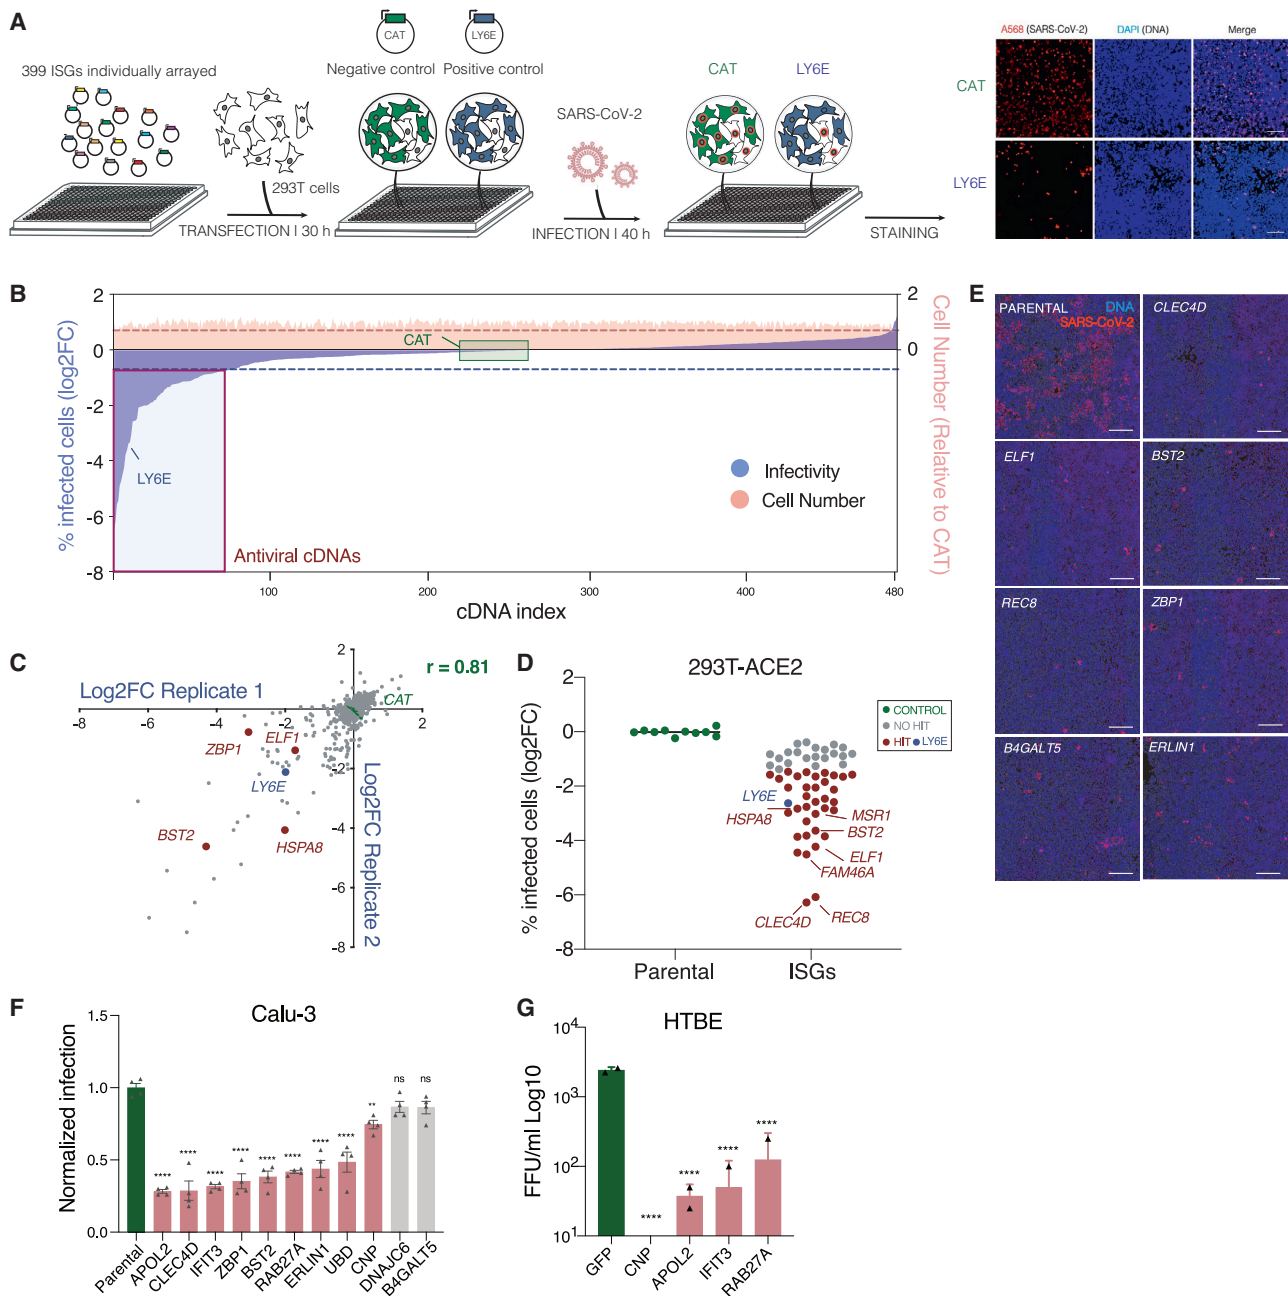 A
399 ISGs individually arrayed
293T cells
TRANSFECTION | 30 h
CAT
LY6E
Negative control
Positive control
SARS-CoV-2
INFECTION | 40 h
CAT
LY6E
STAINING
A568 (SARS-CoV-2)
DAPI (DNA)
Merge
CAT
LY6E
B
% infected cells (log2FC)
2
0
-2
-4
-6
-8
CAT
LY6E
Antiviral cDNAs
Infectivity
Cell Number
2
0
Cell Number (Relative to CAT)
100
200
300
400
480
cDNA index
C
Log2FC Replicate 1
r = 0.81
2
CAT
-8
-6
-4
-2
2
ZBP1
ELF1
LY6E
BST2
HSPA8
-2
-4
-6
-8
Log2FC Replicate 2
D
293T-ACE2
% infected cells (log2FC)
2
0
-2
-4
-6
-8
CONTROL
NO HIT
HIT
LY6E
LY6E
HSPA8
MSR1
BST2
ELF1
FAM46A
CLEC4D
REC8
Parental
ISGs
E
PARENTAL
DNA
SARS-CoV-2
CLEC4D
ELF1
BST2
REC8
ZBP1
B4GALT5
ERLIN1
F
Calu-3
Normalized infection
1.5
1.0
0.5
0.0
****
****
****
****
****
****
****
****
**
ns
ns
Parental
APOL2
CLEC4D
IFIT3
ZBP1
BST2
RAB27A
ERLIN1
UBD
CNP
DNAJC6
B4GALT5
G
HTBE
FFU/ml Log10
10⁴
10³
10²
10¹
****
****
****
****
GFP
CNP
APOL2
IFIT3
RAB27A